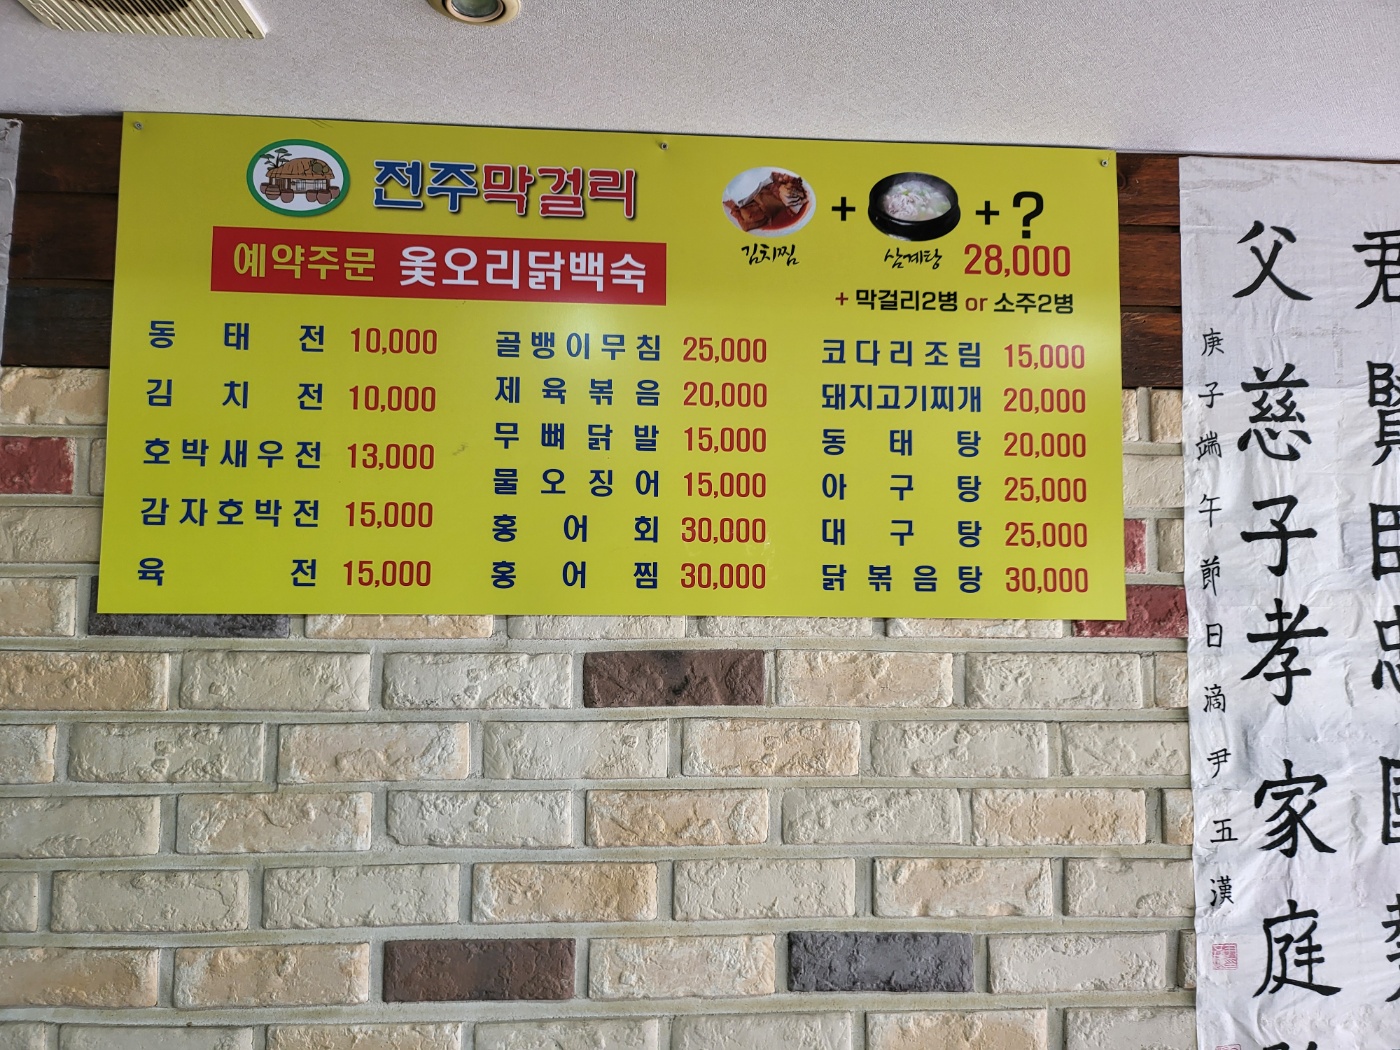 전주막걸리
예약주문 옻오리닭백숙
김치찜 + 삼계탕 + ? 28,000
+ 막걸리2병 or 소주2병
동태전 10,000
김치전 10,000
호박새우전 13,000
감자호박전 15,000
육전 15,000
골뱅이무침 25,000
제육볶음 20,000
무뼈닭발 15,000
물오징어 15,000
홍어회 30,000
홍어찜 30,000
코다리조림 15,000
돼지고기찌개 20,000
동태탕 20,000
아구탕 25,000
대구탕 25,000
닭볶음탕 30,000
父慈子孝家庭
庚子端午節日滴尹五漢